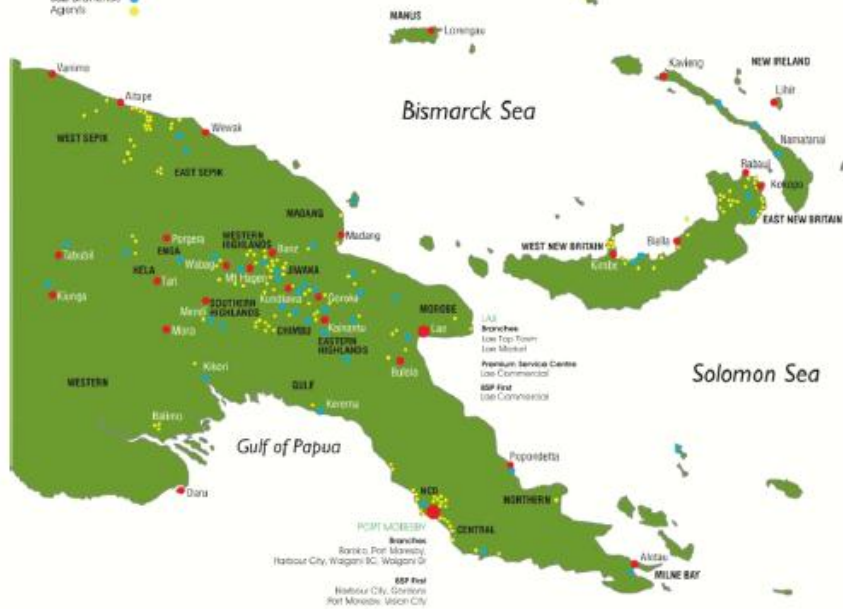 Agents
MANUS
Lorengau
Vanimo
Aitape
Wewak
WEST SEPIK
EAST SEPIK
Bismarck Sea
Kavieng
NEW IRELAND
Lihir
Namatanai
Rabaul
Kokopo
EAST NEW BRITAIN
WEST NEW BRITAIN
Bialla
Kimbe
MADANG
Madang
Porgera
ENGA
WESTERN
HIGHLANDS
Banz
Tabubil
Wabag
HELA
Mt Hagen
JIWAKA
Tari
Kiunga
Kundiawa
Goroka
SOUTHERN
HIGHLANDS
Mendi
Moro
CHIMBU
Kainantu
EASTERN
HIGHLANDS
MOROBE
Lae
Bulolo
LAE
Branches
Lae Top Town
Lae Market
Premium Service Centre
Lae Commercial
BSP First
Lae Commercial
Solomon Sea
WESTERN
Kikori
GULF
Kerema
Balimo
Gulf of Papua
Daru
Popondetta
NORTHERN
NCD
CENTRAL
PORT MORESBY
Branches
Boroko, Port Moresby,
Harbour City, Waigani BC, Waigani Dr
BSP First
Harbour City, Gordons
Port Moresby, Vision City
Alotau
MILNE BAY